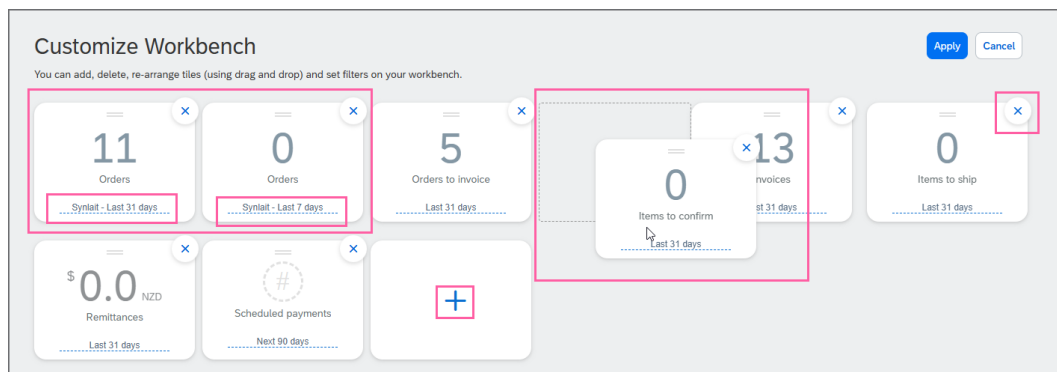 Customize Workbench
Apply
Cancel
You can add, delete, re-arrange tiles (using drag and drop) and set filters on your workbench.
11
Orders
Synlait - Last 31 days
0
Orders
Synlait - Last 7 days
5
Orders to invoice
Last 31 days
0
Items to confirm
Last 31 days
13
nvoices
st 31 days
0
Items to ship
Last 31 days
$ 0.0 NZD
Remittances
Last 31 days
#
Scheduled payments
Next 90 days
+